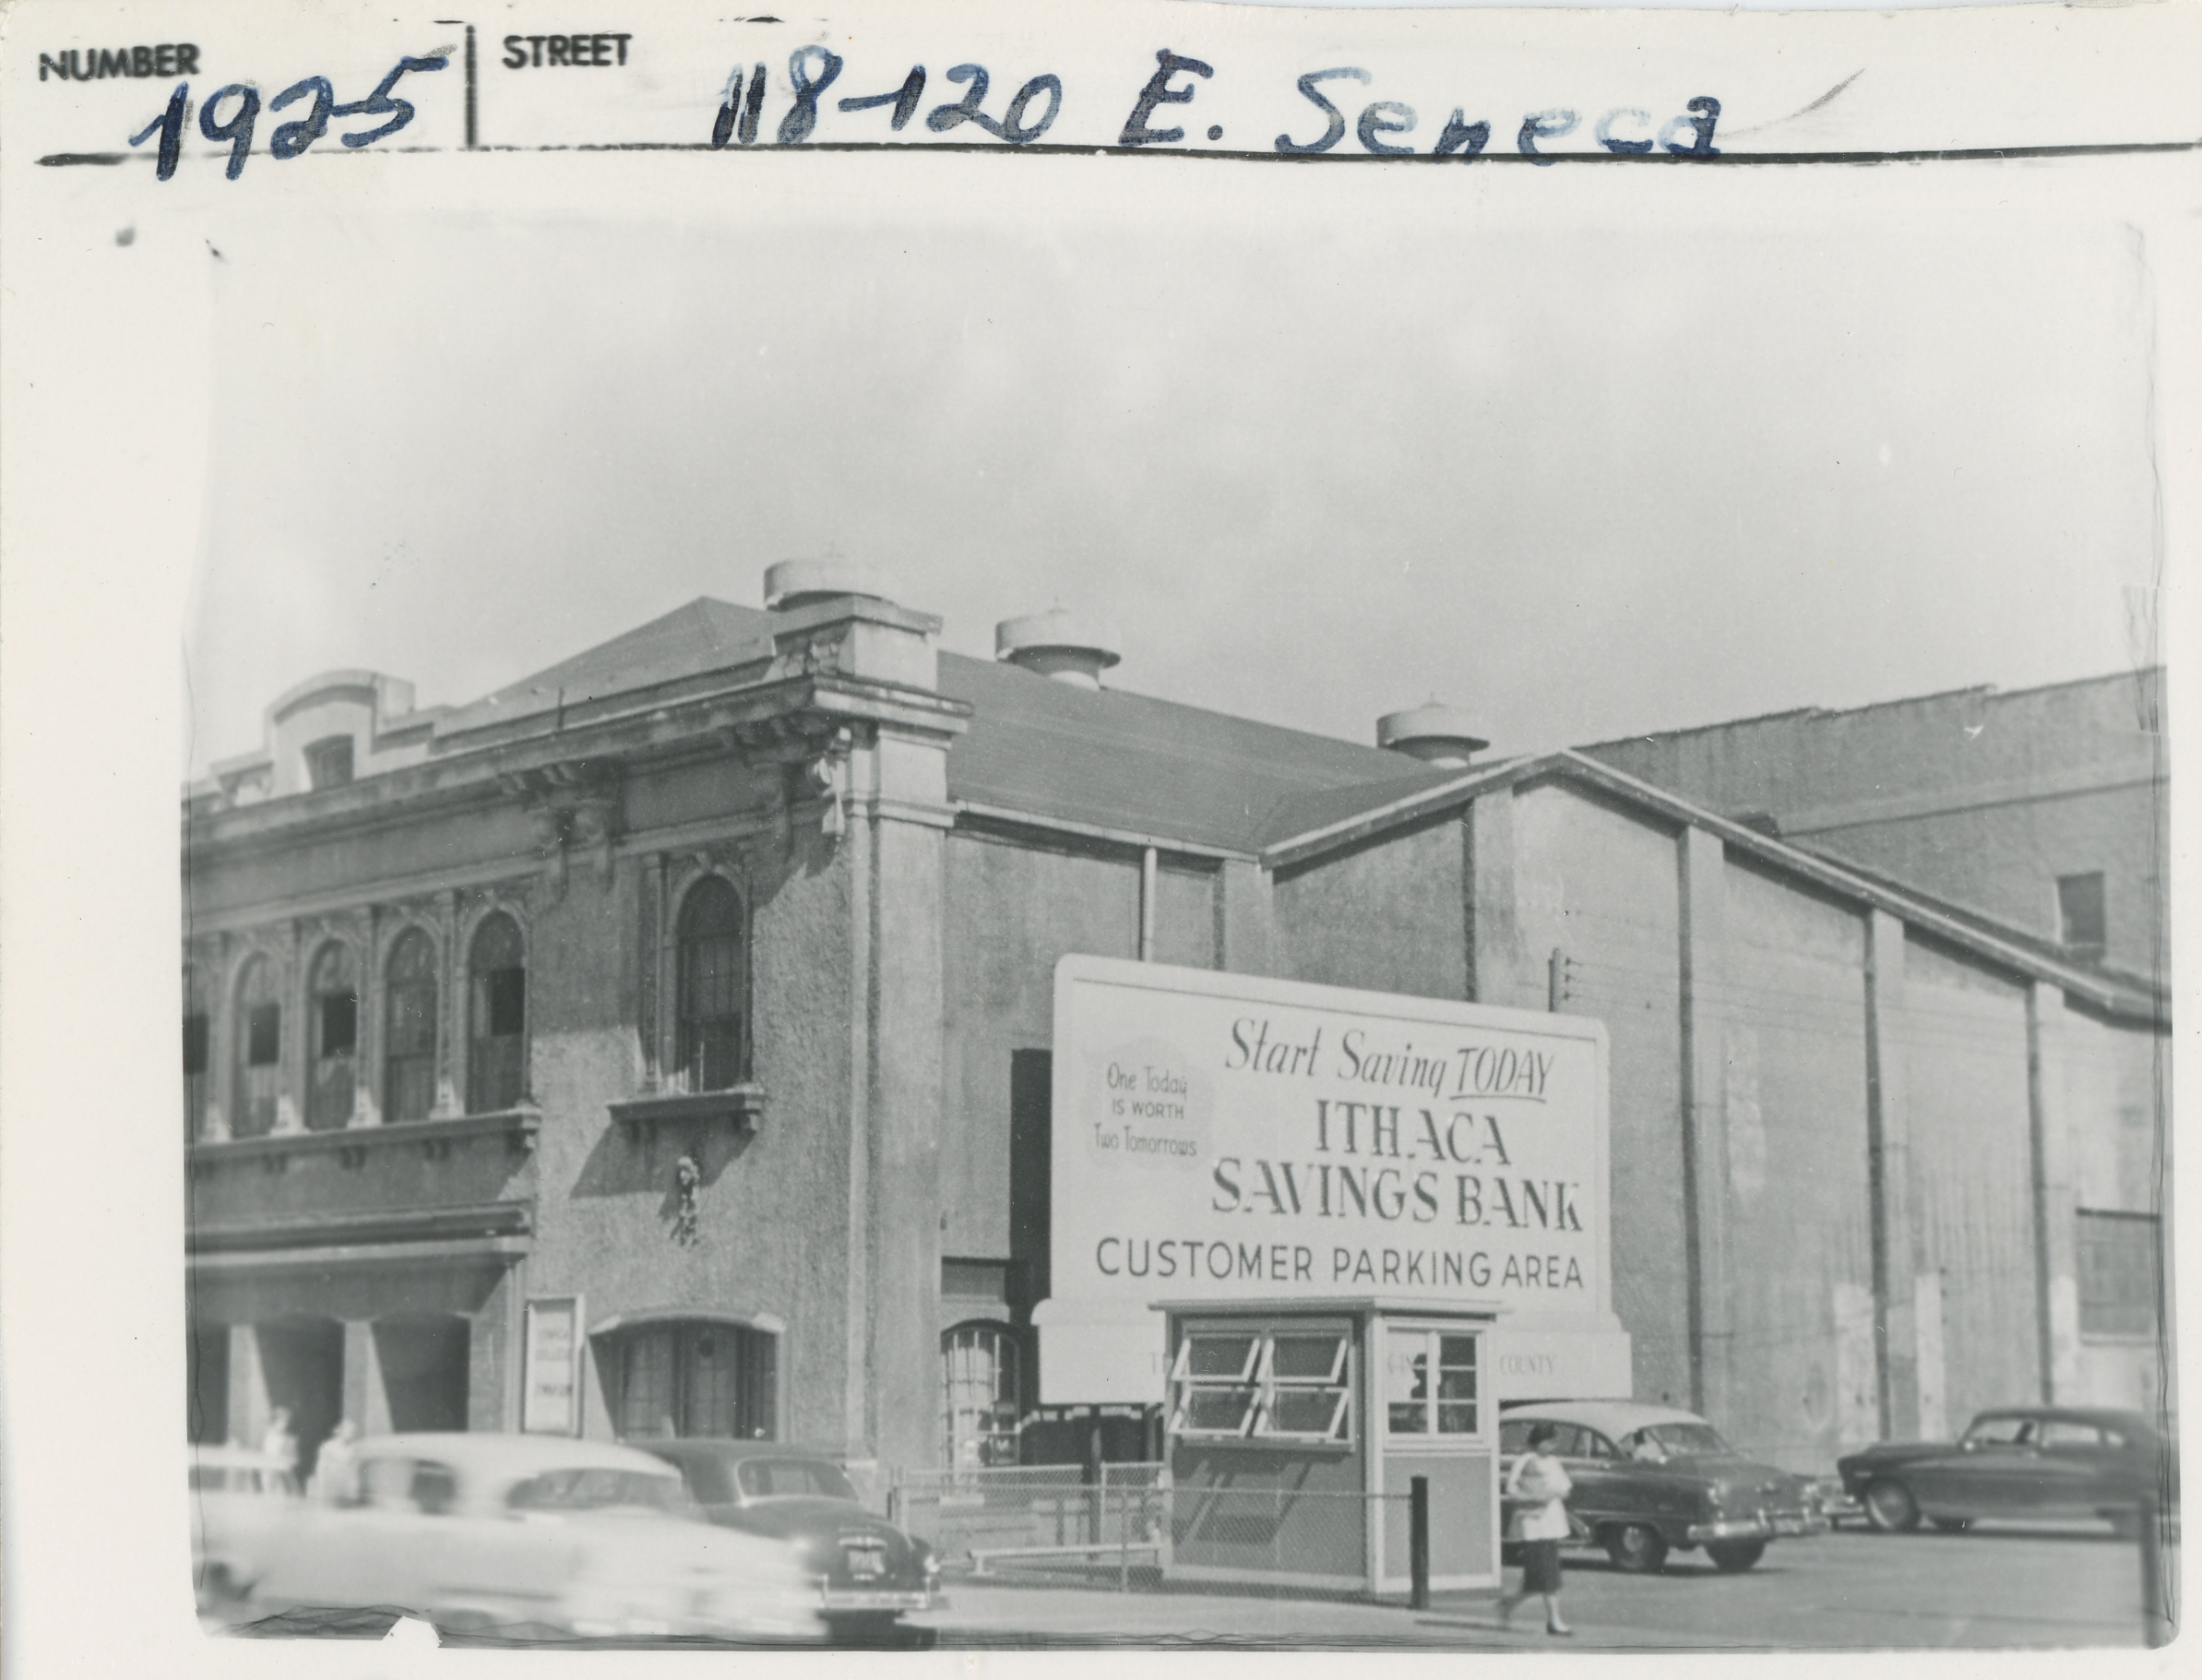 NUMBER
1925
STREET
118-120 E. Seneca
Start Saving TODAY
One Today
IS WORTH
Two Tomorrows
ITHACA
SAVINGS BANK
CUSTOMER PARKING AREA
COUNTY